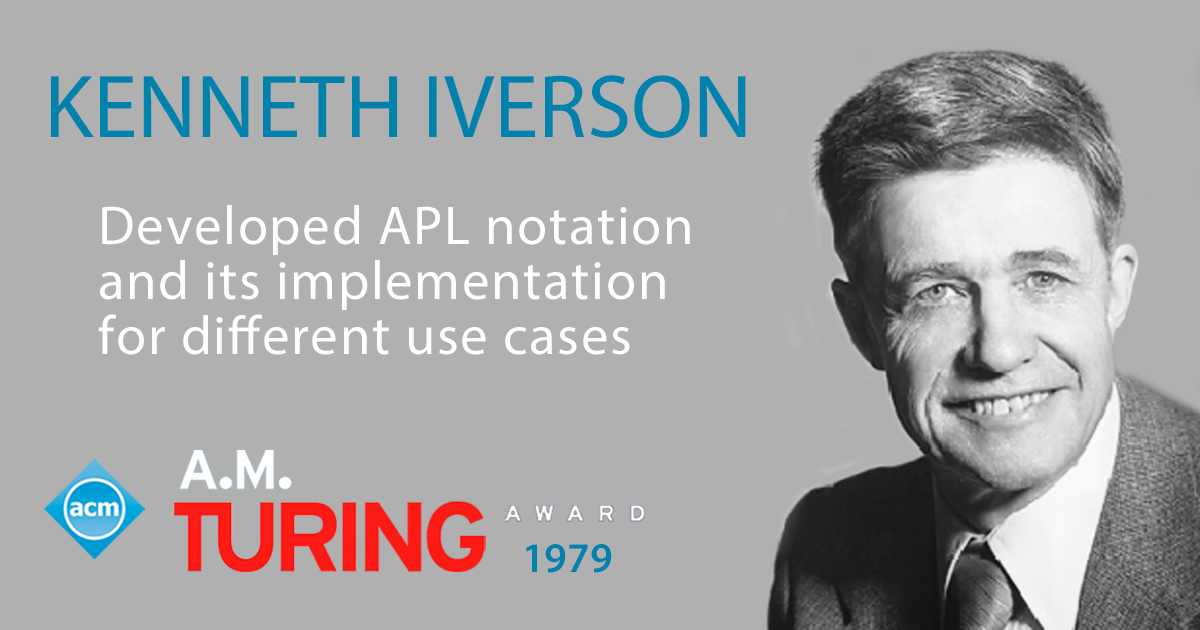 KENNETH IVERSON
Developed APL notation
and its implementation
for different use cases
acm
A.M.
TURING AWARD
1979